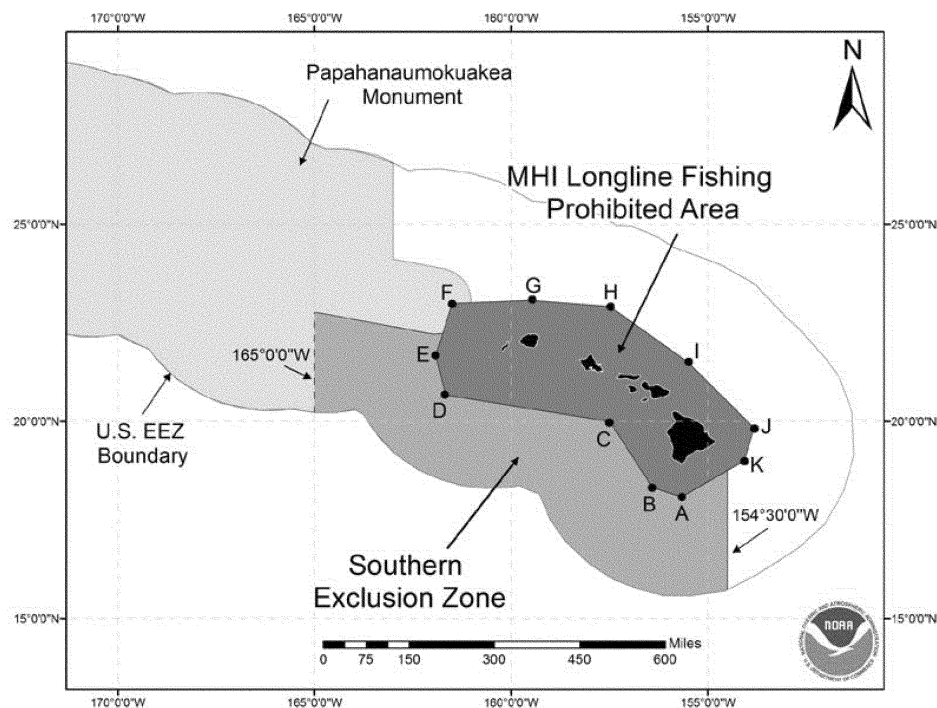 170°0'0"W 165°0'0"W 160°0'0"W 155°0'0"W
Papahanaumokuakea
Monument
N
MHI Longline Fishing
Prohibited Area
25°0'0"N
25°0'0"N
F
G
H
I
E
165°0'0"W
D
20°0'0"N
20°0'0"N
C
J
U.S. EEZ
Boundary
K
B
A
154°30'0"W
Southern
Exclusion Zone
15°0'0"N
15°0'0"N
Miles
0 75 150 300 450 600
NOAA
170°0'0"W 165°0'0"W 160°0'0"W 155°0'0"W